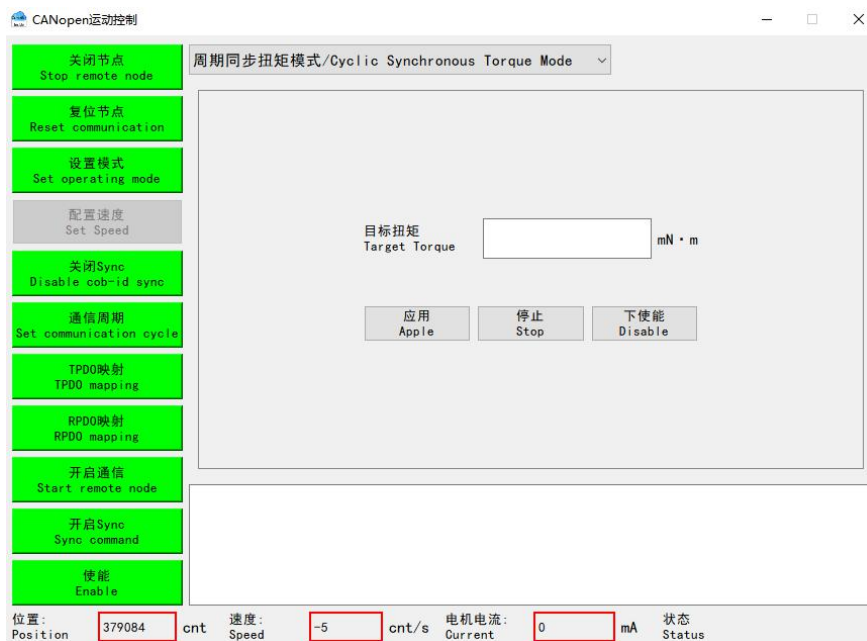 CANopen运动控制
关闭节点
Stop remote node
周期同步扭矩模式/Cyclic Synchronous Torque Mode
复位节点
Reset communication
设置模式
Set operating mode
配置速度
Set Speed
关闭Sync
Disable cob-id sync
通信周期
Set communication cycle
TPDO映射
TPDO mapping
RPDO映射
RPDO mapping
开启通信
Start remote node
开启Sync
Sync command
使能
Enable
目标扭矩
Target Torque
mN·m
应用
Apple
停止
Stop
下使能
Disable
位置:
Position
379084
cnt
速度:
Speed
-5
cnt/s
电机电流:
Current
0
mA
状态
Status